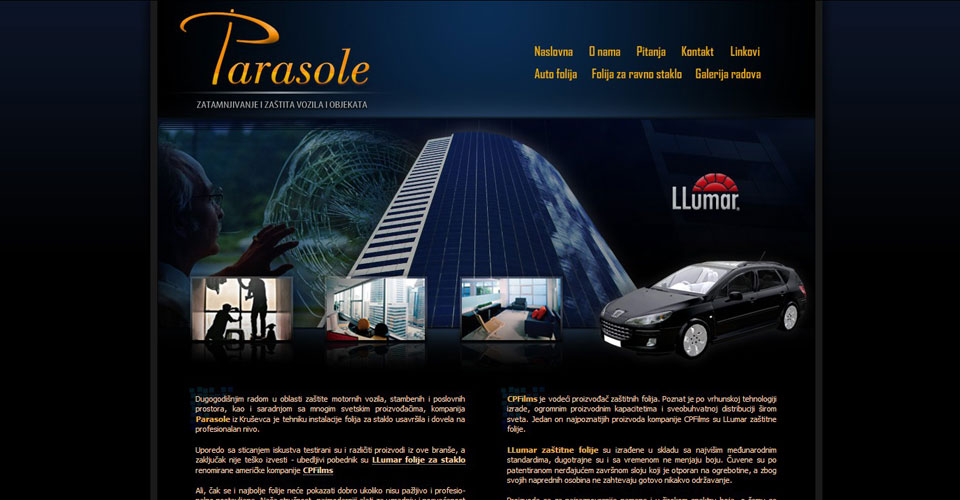 Parasole
ZATAMNJIVANJE I ZAŠTITA VOZILA I OBJEKATA
Naslovna O nama Pitanja Kontakt Linkovi
Auto folija Folija za ravno staklo Galerija radova
LLumar
Dugogodišnjim radom u oblasti zaštite motornih vozila, stambenih i poslovnih
prostora, kao i saradnjom sa mnogim svetskim proizvođačima, kompanija
Parasole iz Kruševca je tehniku instalacije folija za staklo usavršila i dovela na
profesionalan nivo.
Uporedo sa sticanjem iskustva testirani su i različiti proizvodi iz ove branše, a
zaključak nije teško izvesti - ubedljivi pobednik su LLumar folije za staklo
renomirane američke kompanije CPFilms
Ali, čak se i najbolje folije neće pokazati dobro ukoliko nisu pažljivo i profesio-
CPFilms je vodeći proizvođač zaštitnih folija. Poznat je po vrhunskoj tehnologiji
izrade, ogromnim proizvodnim kapacitetima i sveobuhvatnoj distribuciji širom
sveta. Jedan on najpoznatijih proizvoda kompanije CPFilms su LLumar zaštitne
folije.
LLumar zaštitne folije su izrađene u skladu sa najvišim međunarodnim
standardima, dugotrajne su i sa vremenom ne menjaju boju. Čuvene su po
patentiranom nerđajućem završnom sloju koji je otporan na ogrebotine, a zbog
svojih naprednih osobina ne zahtevaju gotovo nikakvo održavanje.